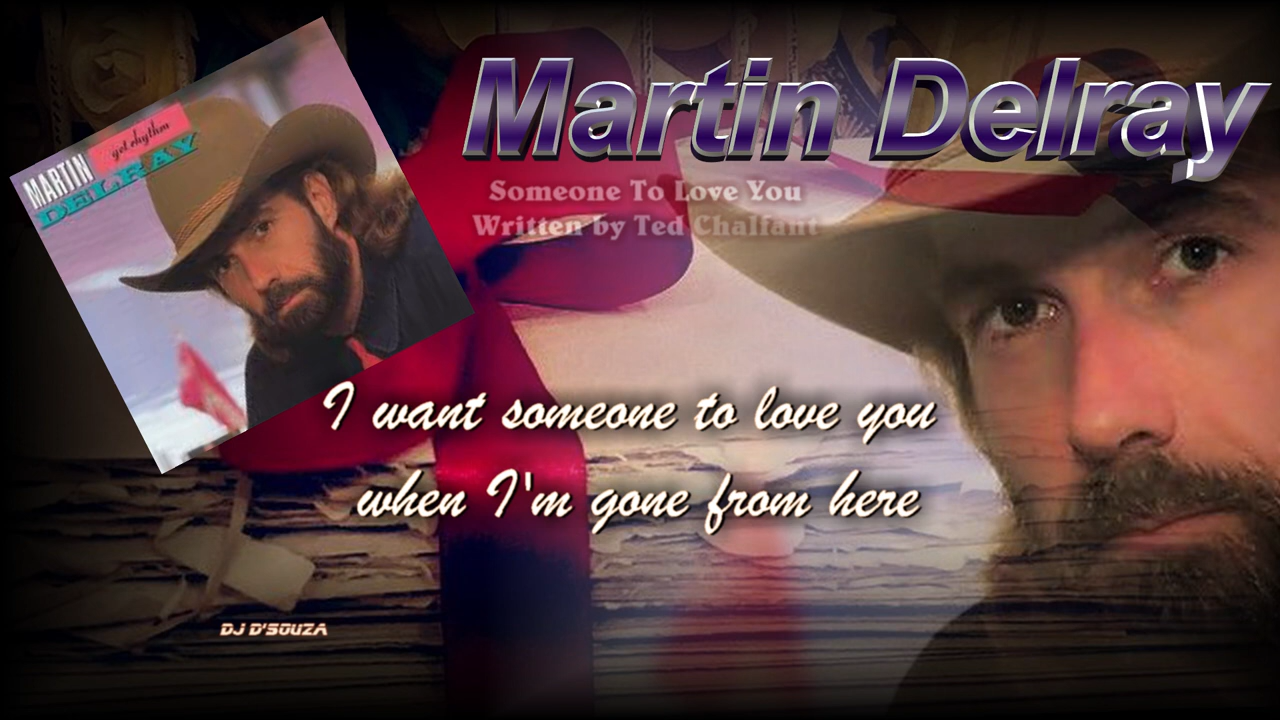 Martin Delray
MARTIN
get rhythm
DELRAY
Someone To Love You
Written by Ted Chalfant
I want someone to love you
when I'm gone from here
DJ D'SOUZA